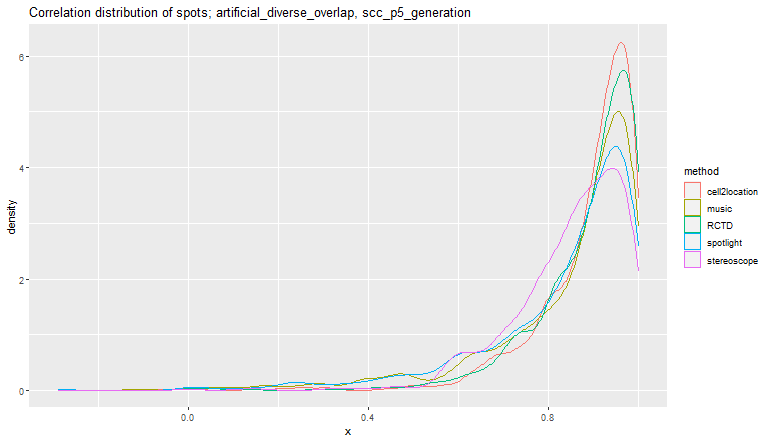 Correlation distribution of spots; artificial_diverse_overlap, scc_p5_generation
6
4
2
0
density
0.0
0.4
0.8
x
method
cell2location
music
RCTD
spotlight
stereoscope